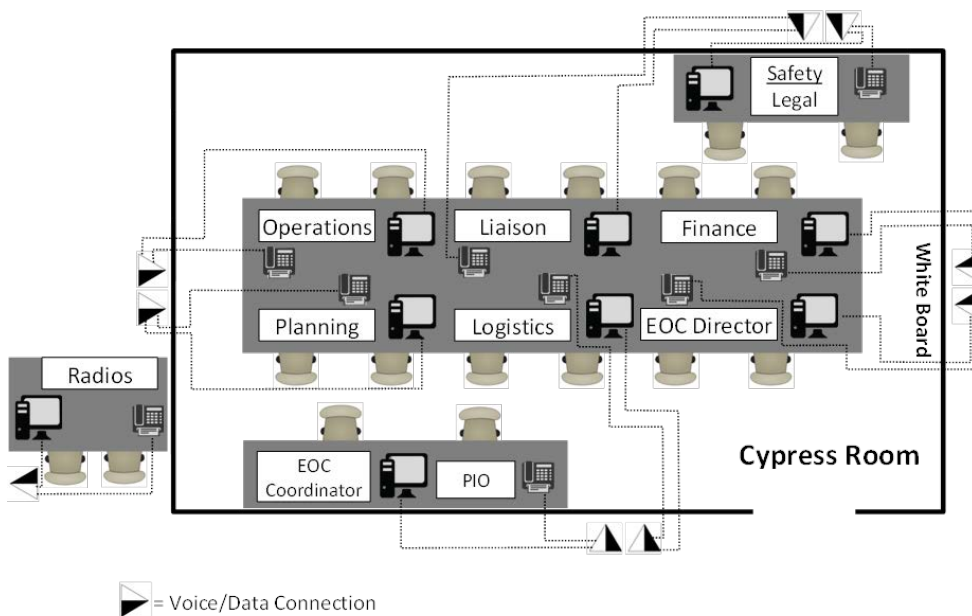 Safety
Legal
Operations
Liaison
Finance
White Board
Planning
Logistics
EOC Director
Radios
EOC
Coordinator
PIO
Cypress Room
= Voice/Data Connection